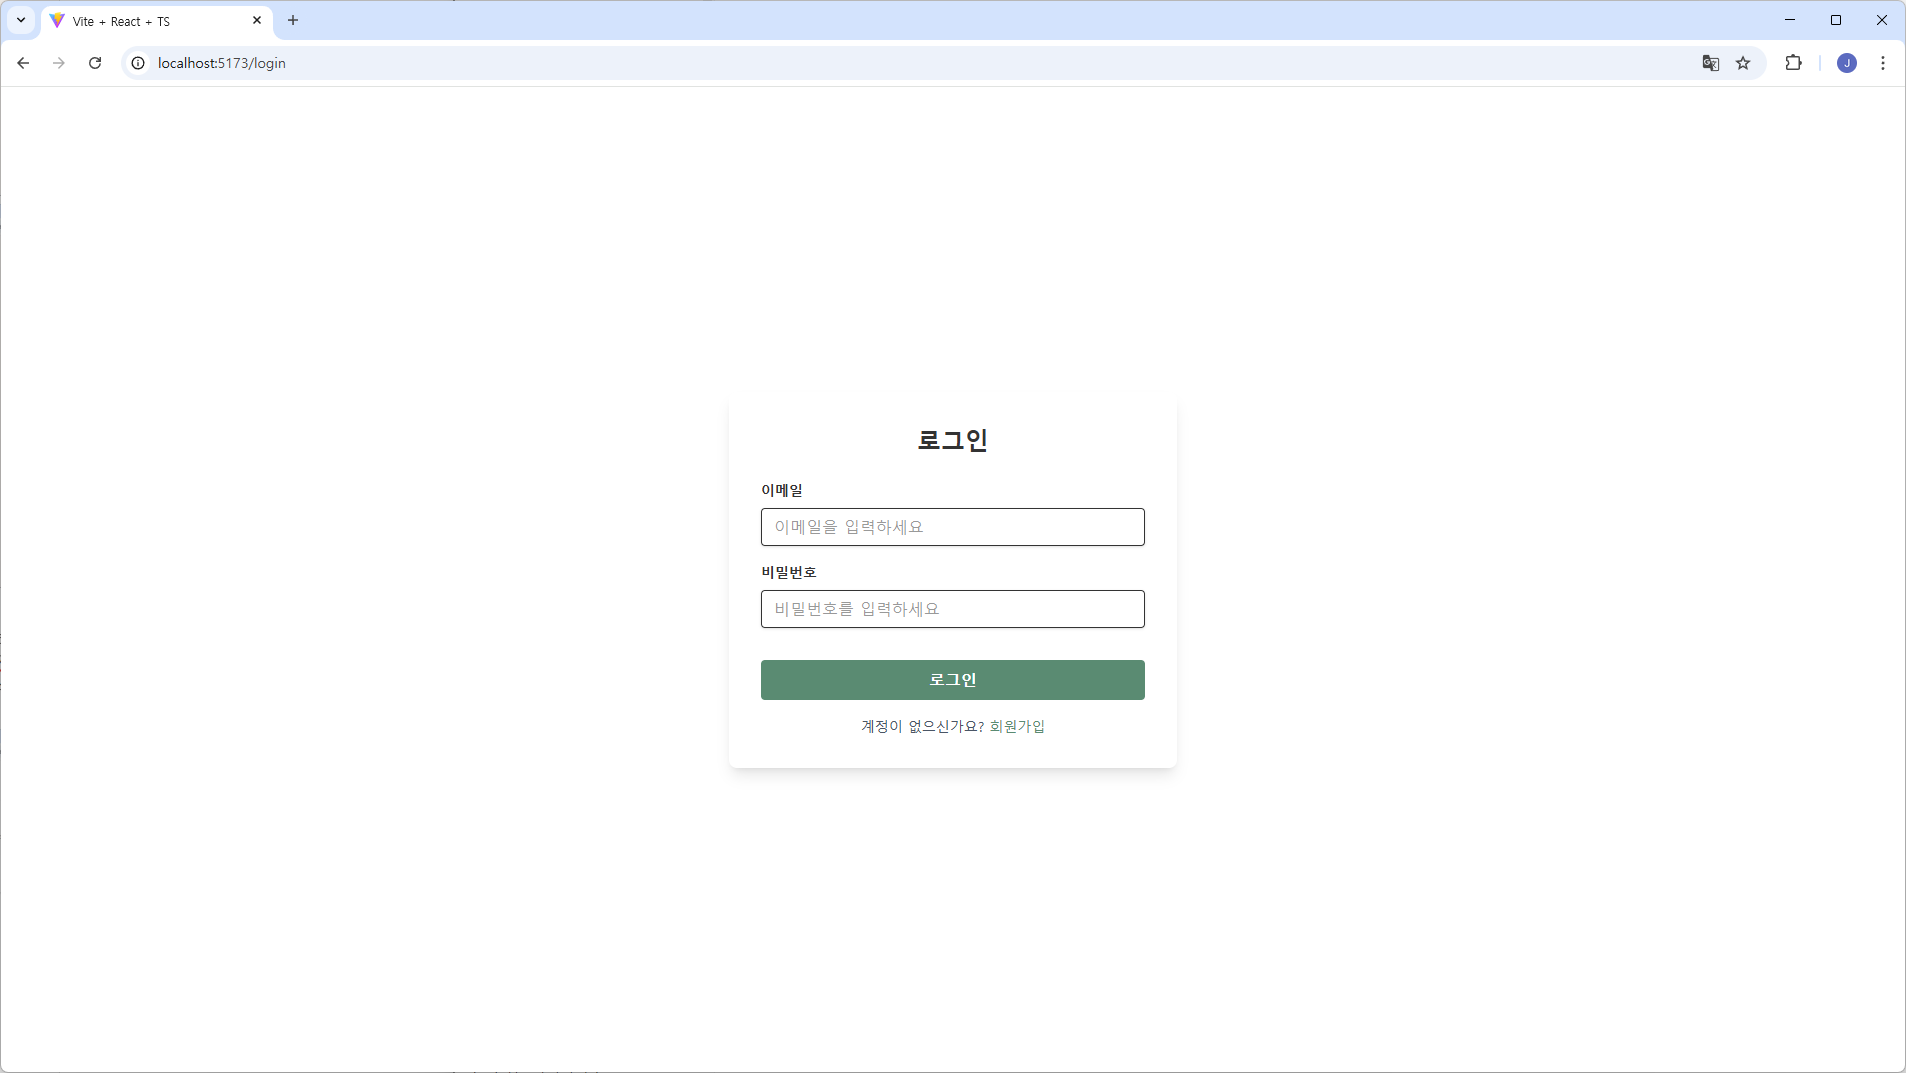 Vite + React + TS
localhost:5173/login
J
로그인
이메일
이메일을 입력하세요
비밀번호
비밀번호를 입력하세요
로그인
계정이 없으신가요? 회원가입